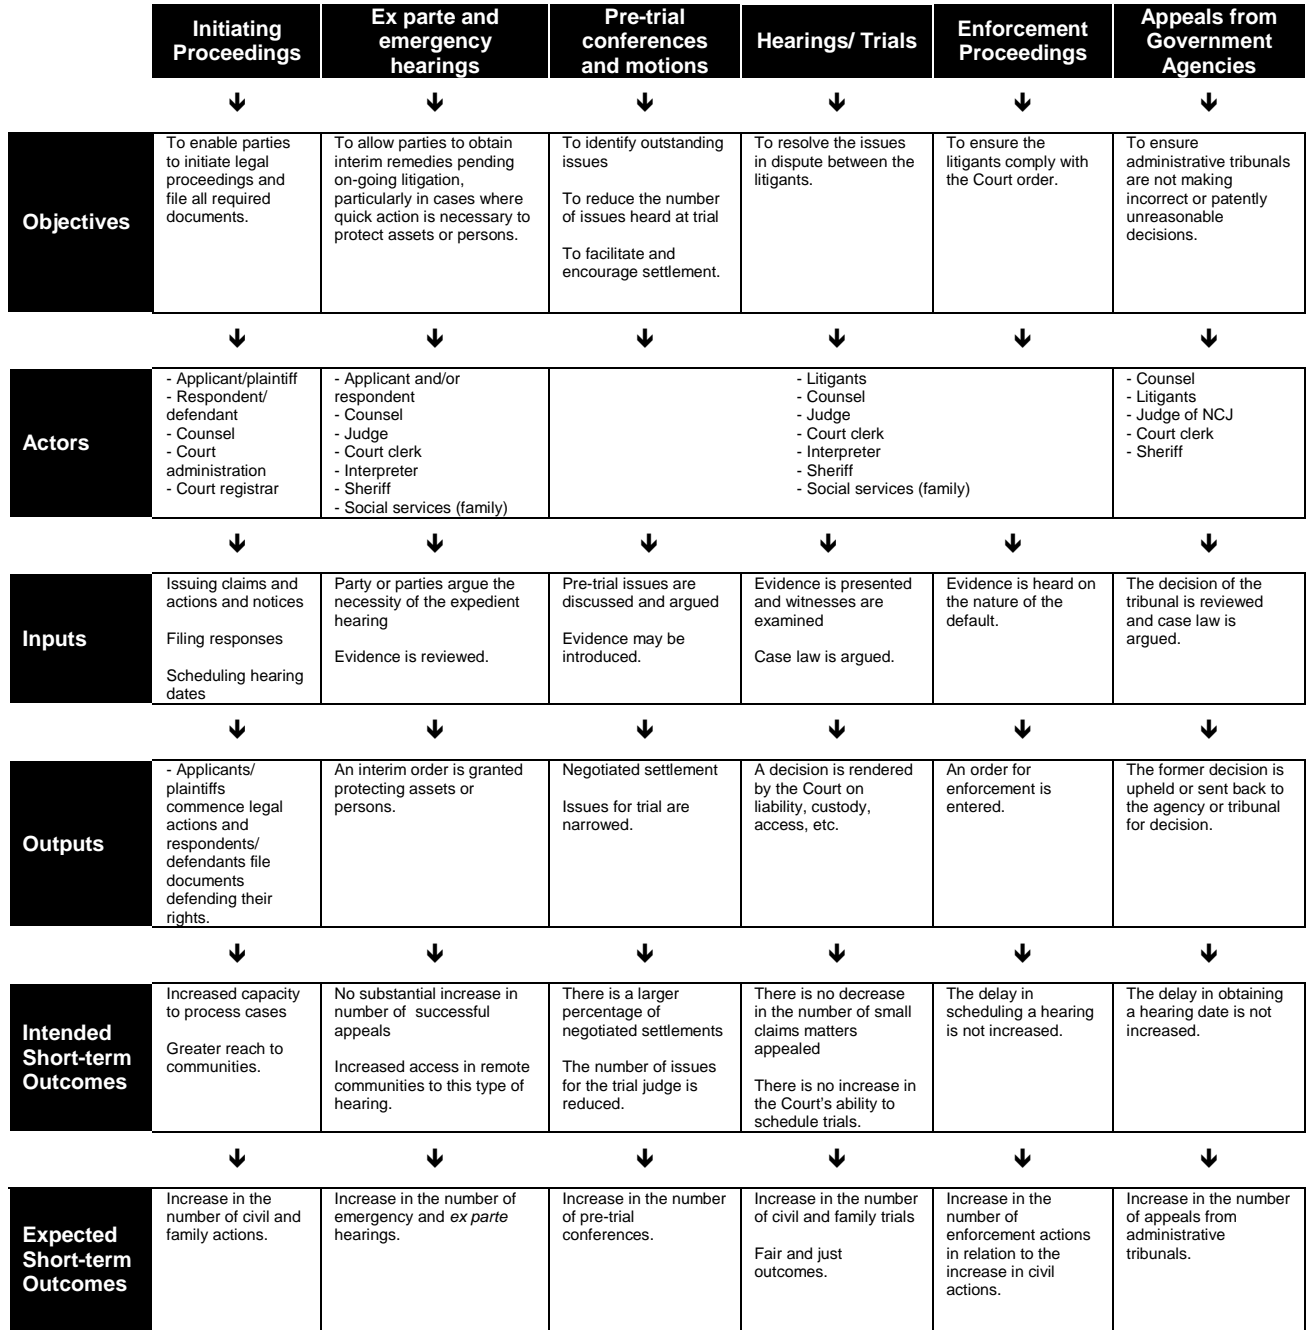 Initiating
Proceedings
Ex parte and
emergency
hearings
Pre-trial
conferences
and motions
Hearings/ Trials
Enforcement
Proceedings
Appeals from
Government
Agencies
Objectives
To enable parties
to initiate legal
proceedings and
file all required
documents.
To allow parties to obtain
interim remedies pending
on-going litigation,
particularly in cases where
quick action is necessary to
protect assets or persons.
To identify outstanding
issues
To reduce the number
of issues heard at trial
To facilitate and
encourage settlement.
To resolve the issues
in dispute between the
litigants.
To ensure the
litigants comply with
the Court order.
To ensure
administrative tribunals
are not making
incorrect or patently
unreasonable
decisions.
Actors
- Applicant/plaintiff
- Respondent/
defendant
- Counsel
- Court
administration
- Court registrar
- Applicant and/or
respondent
- Counsel
- Judge
- Court clerk
- Interpreter
- Sheriff
- Social services (family)
- Litigants
- Counsel
- Judge
- Court clerk
- Interpreter
- Sheriff
- Social services (family)
- Counsel
- Litigants
- Judge of NCJ
- Court clerk
- Sheriff
Inputs
Issuing claims and
actions and notices
Filing responses
Scheduling hearing
dates
Party or parties argue the
necessity of the expedient
hearing
Evidence is reviewed.
Pre-trial issues are
discussed and argued
Evidence may be
introduced.
Evidence is presented
and witnesses are
examined
Case law is argued.
Evidence is heard on
the nature of the
default.
The decision of the
tribunal is reviewed
and case law is
argued.
Outputs
- Applicants/
plaintiffs
commence legal
actions and
respondents/
defendants file
documents
defending their
rights.
An interim order is granted
protecting assets or
persons.
Negotiated settlement
Issues for trial are
narrowed.
A decision is rendered
by the Court on
liability, custody,
access, etc.
An order for
enforcement is
entered.
The former decision is
upheld or sent back to
the agency or tribunal
for decision.
Intended
Short-term
Outcomes
Increased capacity
to process cases
Greater reach to
communities.
No substantial increase in
number of successful
appeals
Increased access in remote
communities to this type of
hearing.
There is a larger
percentage of
negotiated settlements
The number of issues
for the trial judge is
reduced.
There is no decrease
in the number of small
claims matters
appealed
There is no increase in
the Court's ability to
schedule trials.
The delay in
scheduling a hearing
is not increased.
The delay in obtaining
a hearing date is not
increased.
Expected
Short-term
Outcomes
Increase in the
number of civil and
family actions.
Increase in the number of
emergency and ex parte
hearings.
Increase in the number
of pre-trial
conferences.
Increase in the number
of civil and family trials
Fair and just
outcomes.
Increase in the
number of
enforcement actions
in relation to the
increase in civil
actions.
Increase in the number
of appeals from
administrative
tribunals.